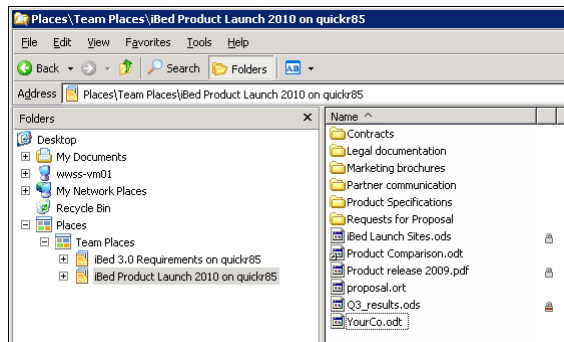 Places\Team Places\iBed Product Launch 2010 on quickr85
File Edit View Favorites Tools Help
Back Search Folders AB
Address Places\Team Places\iBed Product Launch 2010 on quickr85
Folders x
Desktop
My Documents
wwss-vm01
My Network Places
Recycle Bin
Places
Team Places
iBed 3.0 Requirements on quickr85
iBed Product Launch 2010 on quickr85
Name
Contracts
Legal documentation
Marketing brochures
Partner communication
Product Specifications
Requests for Proposal
iBed Launch Sites.ods
Product Comparison.odt
Product release 2009.pdf
proposal.ort
Q3_results.ods
YourCo.odt